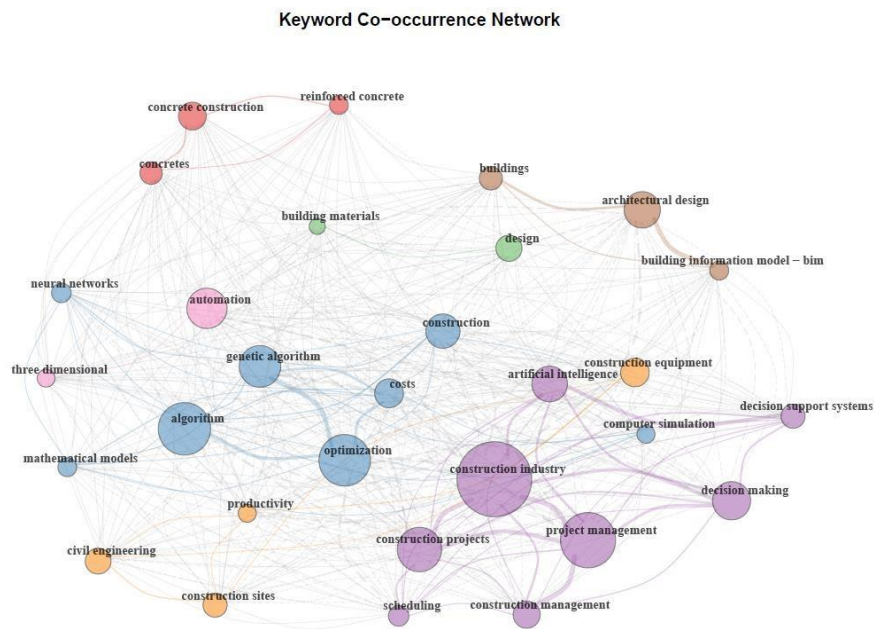 Keyword Co−occurrence Network
reinforced concrete
concrete construction
concretes
buildings
architectural design
building materials
design
building information model − bim
neural networks
automation
construction
genetic algorithm
construction equipment
three dimensional
artificial intelligence
costs
decision support systems
algorithm
computer simulation
optimization
mathematical models
construction industry
decision making
productivity
project management
construction projects
civil engineering
construction sites
scheduling
construction management